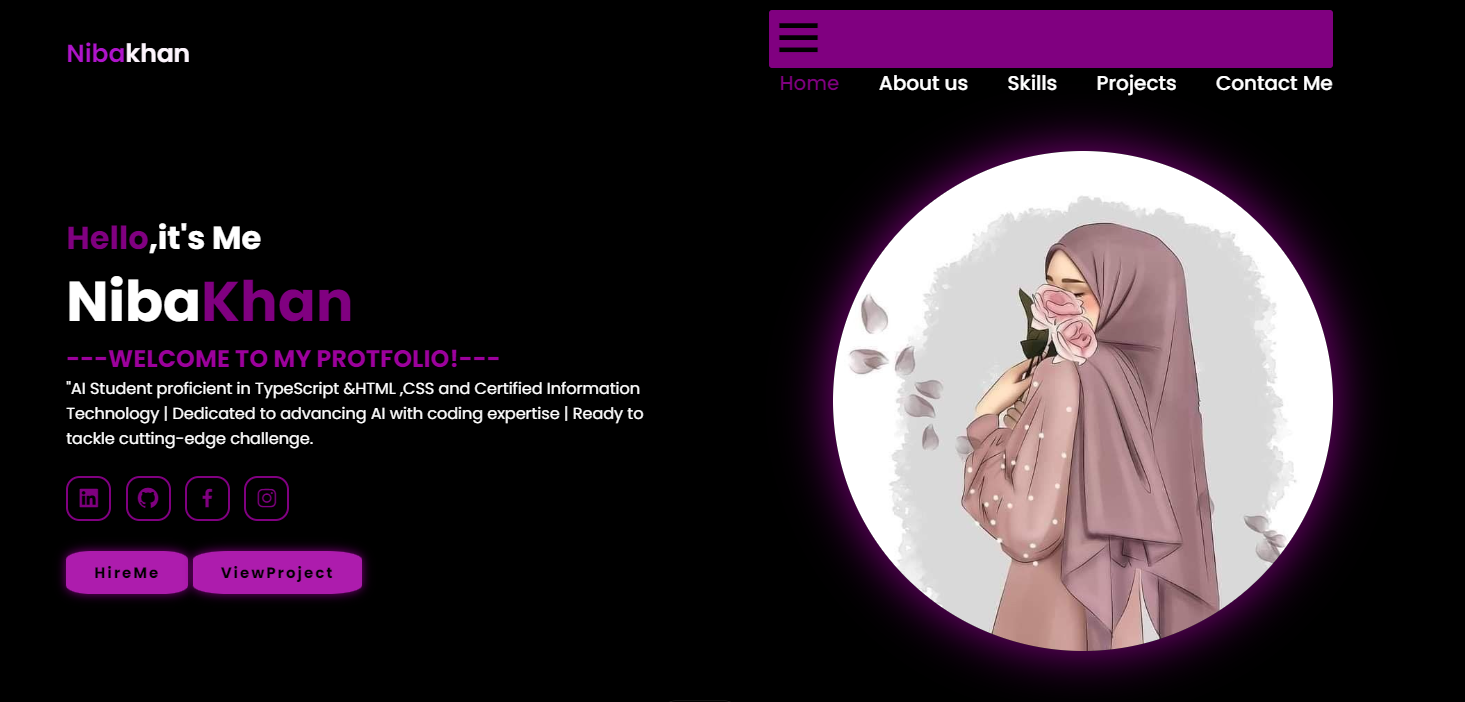 Nibakhan
Home About us Skills Projects Contact Me
Hello,it's Me
NibaKhan
---WELCOME TO MY PROTFOLIO!---
"AI Student proficient in TypeScript &HTML ,CSS and Certified Information
Technology | Dedicated to advancing AI with coding expertise | Ready to
tackle cutting-edge challenge.
HireMe ViewProject